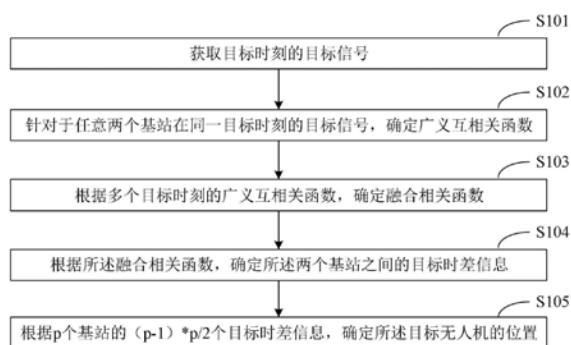 S101
获取目标时刻的目标信号
S102
针对于任意两个基站在同一目标时刻的目标信号，确定广义互相关函数
S103
根据多个目标时刻的广义互相关函数，确定融合相关函数
S104
根据所述融合相关函数，确定所述两个基站之间的目标时差信息
S105
根据p个基站的（p-1）*p/2个目标时差信息，确定所述目标无人机的位置